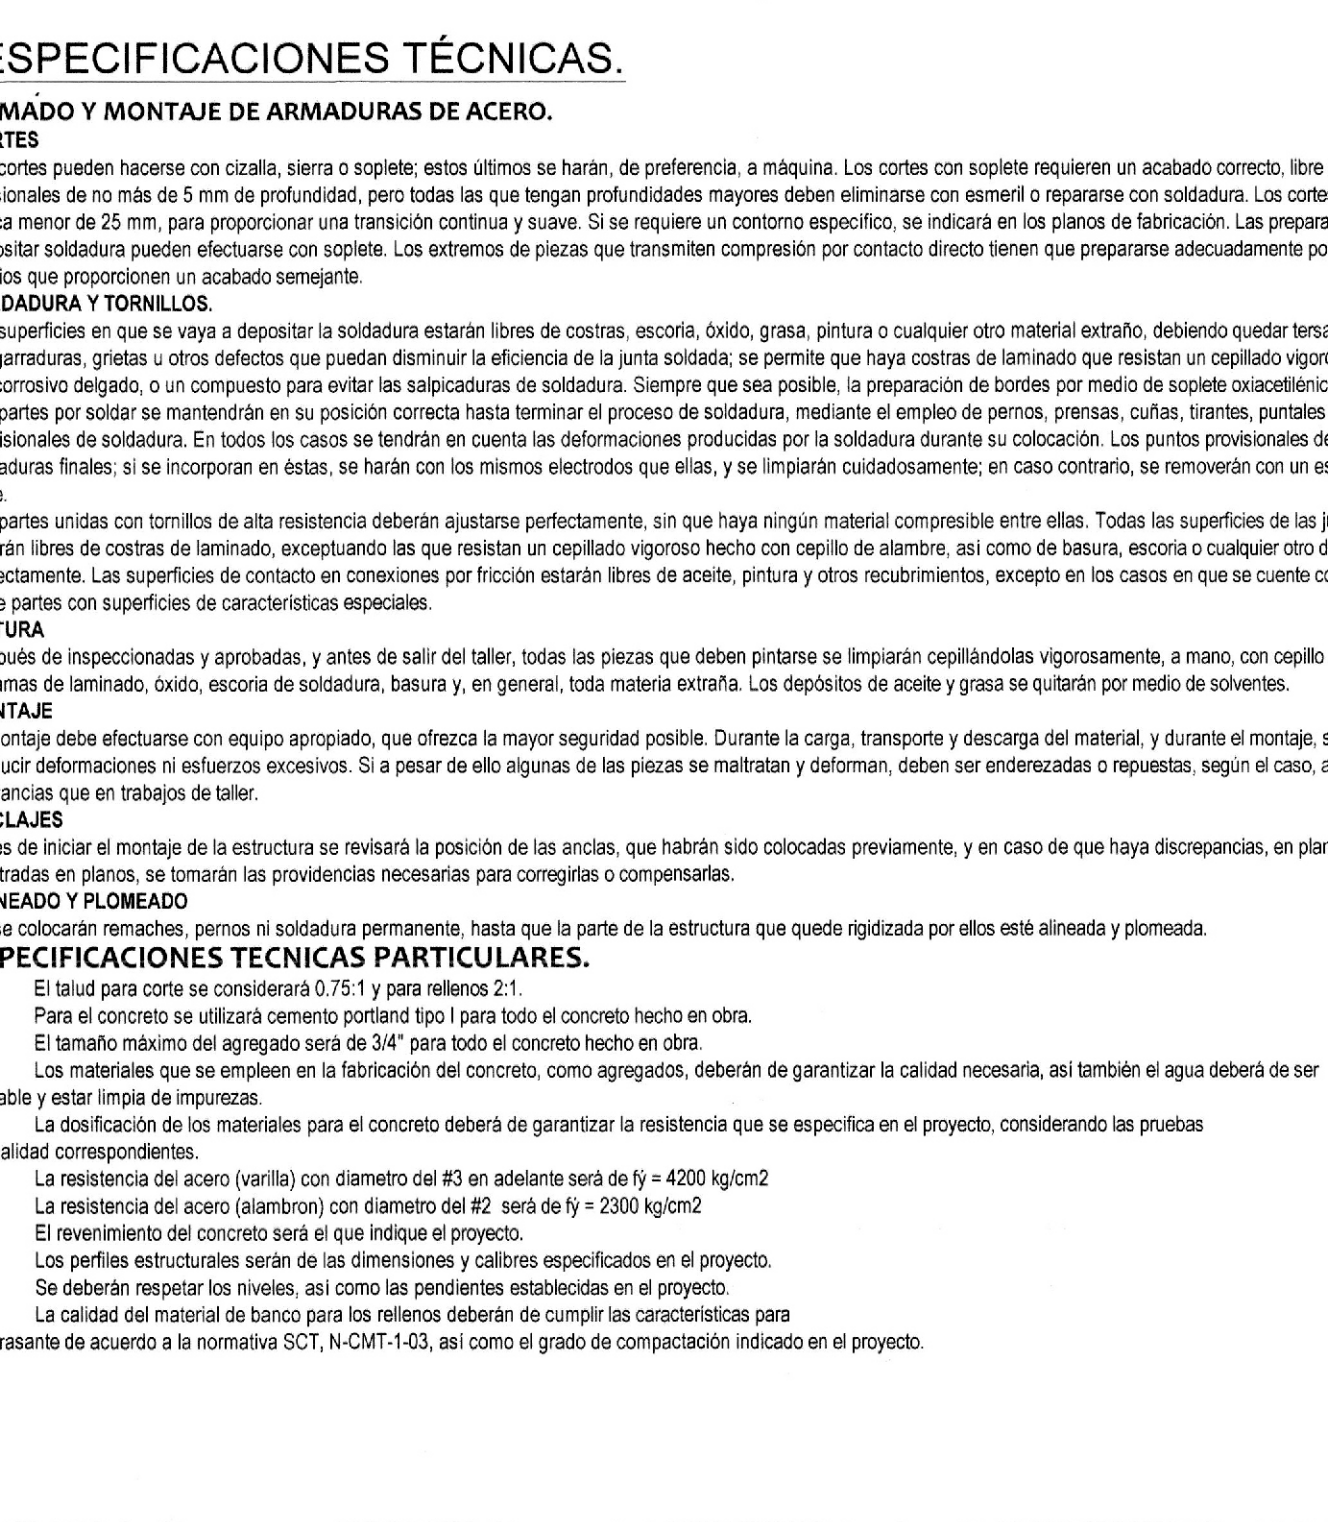 ESPECIFICACIONES TÉCNICAS.
MADO Y MONTAJE DE ARMADURAS DE ACERO.
RTES
cortes pueden hacerse con cizalla, sierra o soplete; estos últimos se harán, de preferencia, a máquina. Los cortes con soplete requieren un acabado correcto, libre
sionales de no más de 5 mm de profundidad, pero todas las que tengan profundidades mayores deben eliminarse con esmeril o repararse con soldadura. Los corte
ca menor de 25 mm, para proporcionar una transición continua y suave. Si se requiere un contorno específico, se indicará en los planos de fabricación. Las prepara
ositar soldadura pueden efectuarse con soplete. Los extremos de piezas que transmiten compresión por contacto directo tienen que prepararse adecuadamente po
ios que proporcionen un acabado semejante.
DADURA Y TORNILLOS.
superficies en que se vaya a depositar la soldadura estarán libres de costras, escoria, óxido, grasa, pintura o cualquier otro material extraño, debiendo quedar tersa
garraduras, grietas u otros defectos que puedan disminuir la eficiencia de la junta soldada; se permite que haya costras de laminado que resistan un cepillado vigoro
corrosivo delgado, o un compuesto para evitar las salpicaduras de soldadura. Siempre que sea posible, la preparación de bordes por medio de soplete oxiacetilénic
partes por soldar se mantendrán en su posición correcta hasta terminar el proceso de soldadura, mediante el empleo de pernos, prensas, cuñas, tirantes, puntales
isionales de soldadura. En todos los casos se tendrán en cuenta las deformaciones producidas por la soldadura durante su colocación. Los puntos provisionales de
aduras finales; si se incorporan en éstas, se harán con los mismos electrodos que ellas, y se limpiarán cuidadosamente; en caso contrario, se removerán con un es
e.
partes unidas con tornillos de alta resistencia deberán ajustarse perfectamente, sin que haya ningún material compresible entre ellas. Todas las superficies de las j
rán libres de costras de laminado, exceptuando las que resistan un cepillado vigoroso hecho con cepillo de alambre, así como de basura, escoria o cualquier otro d
ectamente. Las superficies de contacto en conexiones por fricción estarán libres de aceite, pintura y otros recubrimientos, excepto en los casos en que se cuente co
e partes con superficies de características especiales.
TURA
pués de inspeccionadas y aprobadas, y antes de salir del taller, todas las piezas que deben pintarse se limpiarán cepillándolas vigorosamente, a mano, con cepillo
amas de laminado, óxido, escoria de soldadura, basura y, en general, toda materia extraña. Los depósitos de aceite y grasa se quitarán por medio de solventes.
NTAJE
ontaje debe efectuarse con equipo apropiado, que ofrezca la mayor seguridad posible. Durante la carga, transporte y descarga del material, y durante el montaje, s
ucir deformaciones ni esfuerzos excesivos. Si a pesar de ello algunas de las piezas se maltratan y deforman, deben ser enderezadas o repuestas, según el caso, a
ancias que en trabajos de taller.
CLAJES
es de iniciar el montaje de la estructura se revisará la posición de las anclas, que habrán sido colocadas previamente, y en caso de que haya discrepancias, en plan
tradas en planos, se tomarán las providencias necesarias para corregirlas o compensarlas.
NEADO Y PLOMEADO
e colocarán remaches, pernos ni soldadura permanente, hasta que la parte de la estructura que quede rigidizada por ellos esté alineada y plomeada.
PECIFICACIONES TECNICAS PARTICULARES.
El talud para corte se considerará 0.75:1 y para rellenos 2:1.
Para el concreto se utilizará cemento portland tipo I para todo el concreto hecho en obra.
El tamaño máximo del agregado será de 3/4" para todo el concreto hecho en obra.
Los materiales que se empleen en la fabricación del concreto, como agregados, deberán de garantizar la calidad necesaria, así también el agua deberá de ser
able y estar limpia de impurezas.
La dosificación de los materiales para el concreto deberá de garantizar la resistencia que se especifica en el proyecto, considerando las pruebas
alidad correspondientes.
La resistencia del acero (varilla) con diametro del #3 en adelante será de fý = 4200 kg/cm2
La resistencia del acero (alambron) con diametro del #2 será de fý = 2300 kg/cm2
El revenimiento del concreto será el que indique el proyecto.
Los perfiles estructurales serán de las dimensiones y calibres especificados en el proyecto.
Se deberán respetar los niveles, asi como las pendientes establecidas en el proyecto.
La calidad del material de banco para los rellenos deberán de cumplir las características para
rasante de acuerdo a la normativa SCT, N-CMT-1-03, así como el grado de compactación indicado en el proyecto.